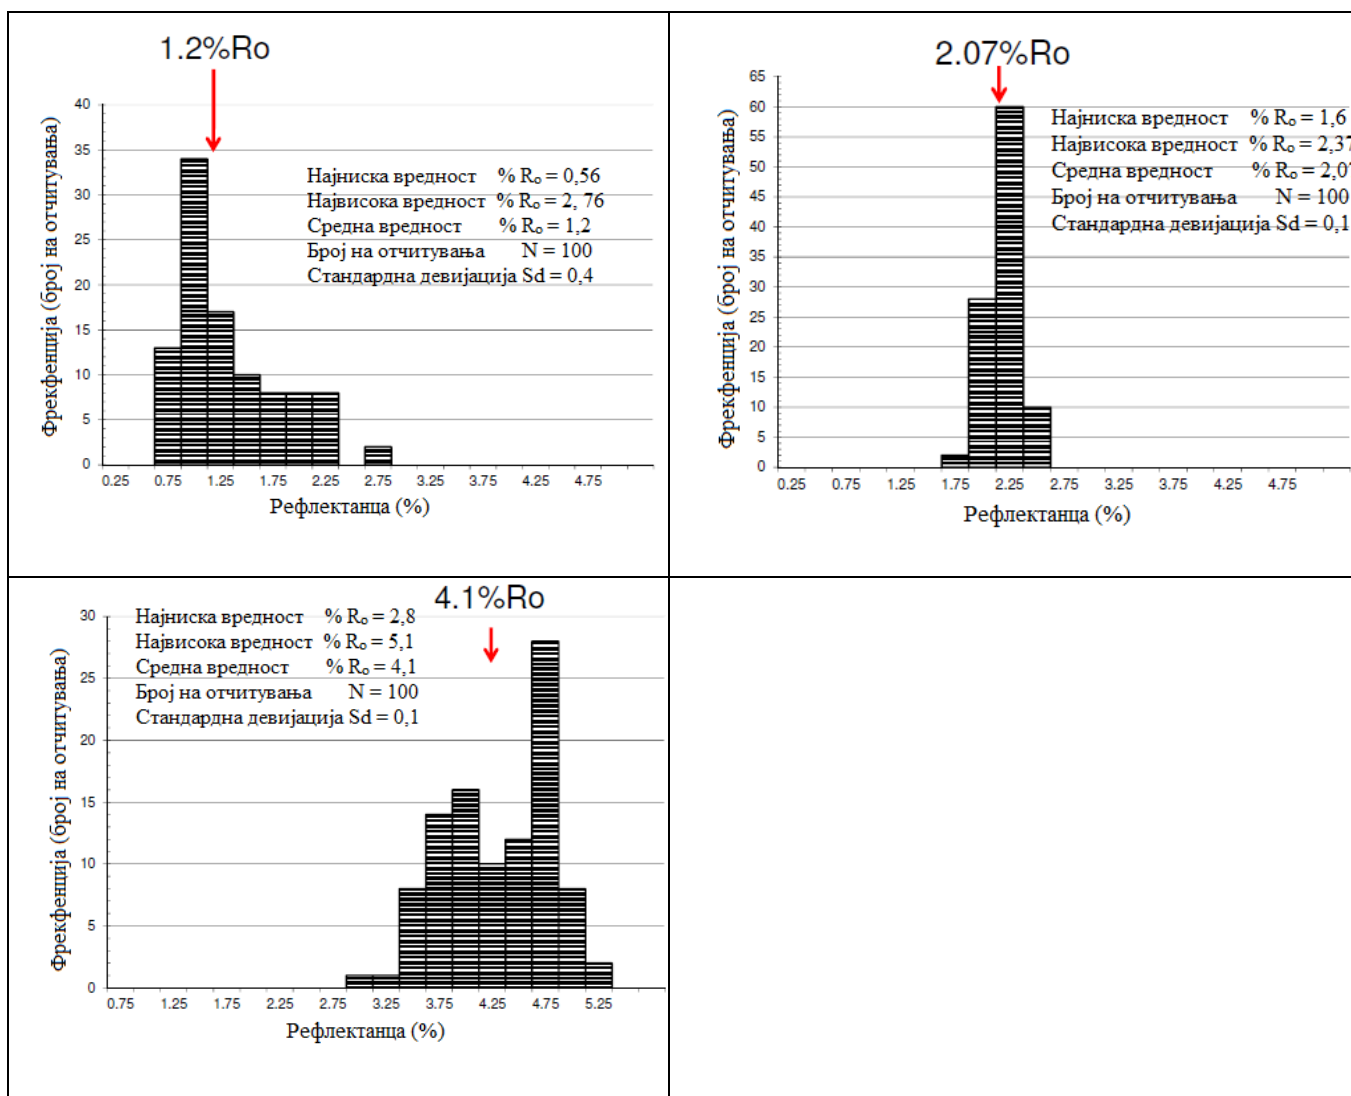 1.2%Ro
Фрекфенција (број на отчитувања)
40
35
30
25
20
15
10
5
0
Најниска вредност % Rₒ = 0,56
Највисока вредност % Rₒ = 2, 76
Средна вредност % Rₒ = 1,2
Број на отчитувања N = 100
Стандардна девијација Sd = 0,4
0.25 0.75 1.25 1.75 2.25 2.75 3.25 3.75 4.25 4.75
Рефлектанца (%)
2.07%Ro
Фрекфенција (број на отчитувања)
65
60
55
50
45
40
35
30
25
20
15
10
5
0
Најниска вредност % Rₒ = 1,6
Највисока вредност % Rₒ = 2,37
Средна вредност % Rₒ = 2,07
Број на отчитувања N = 100
Стандардна девијација Sd = 0,1
0.25 0.75 1.25 1.75 2.25 2.75 3.25 3.75 4.25 4.75
Рефлектанца (%)
4.1%Ro
Фрекфенција (број на отчитувања)
30
25
20
15
10
5
0
Најниска вредност % Rₒ = 2,8
Највисока вредност % Rₒ = 5,1
Средна вредност % Rₒ = 4,1
Број на отчитувања N = 100
Стандардна девијација Sd = 0,1
0.75 1.25 1.75 2.25 2.75 3.25 3.75 4.25 4.75 5.25
Рефлектанца (%)